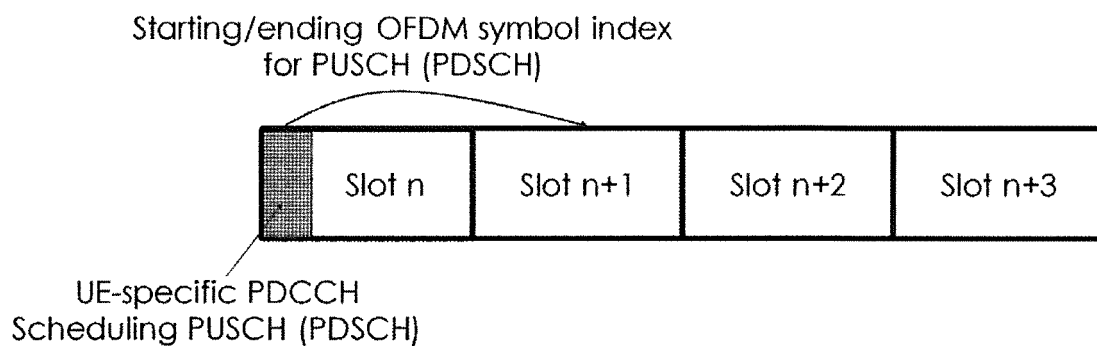 Starting/ending OFDM symbol index
for PUSCH (PDSCH)
Slot n
Slot n+1
Slot n+2
Slot n+3
UE-specific PDCCH
Scheduling PUSCH (PDSCH)